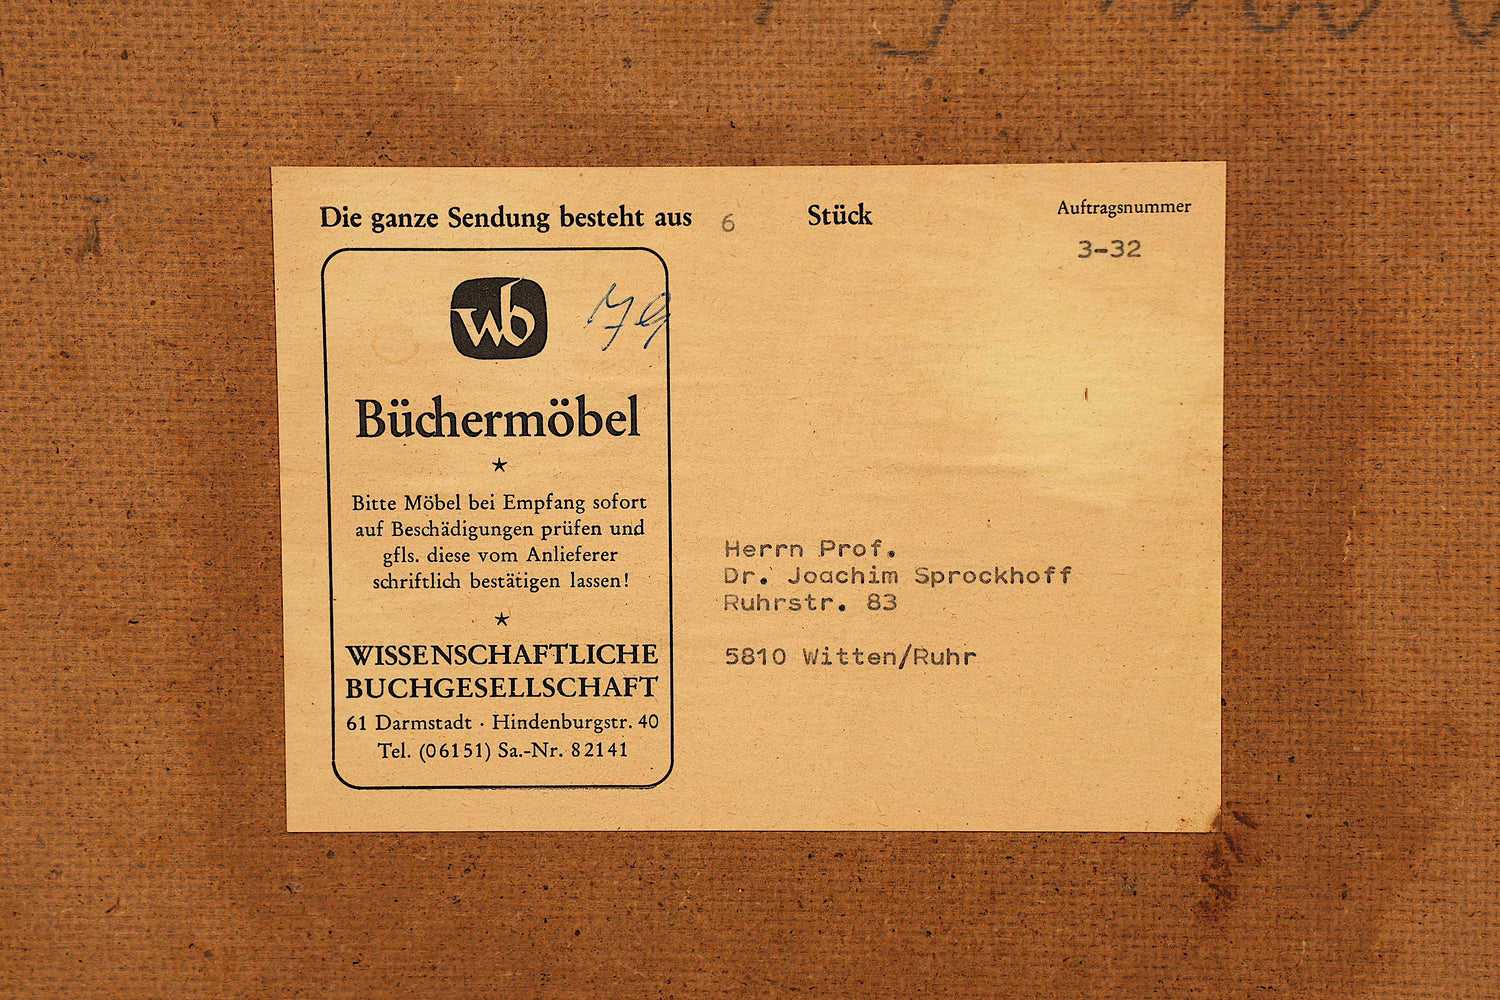 Die ganze Sendung besteht aus 6 Stück
Auftragsnummer
3-32
wb
79
Büchermöbel
Bitte Möbel bei Empfang sofort
auf Beschädigungen prüfen und
gfls. diese vom Anlieferer
schriftlich bestätigen lassen!
WISSENSCHAFTLICHE
BUCHGESELLSCHAFT
61 Darmstadt · Hindenburgstr. 40
Tel. (06151) Sa.-Nr. 82141
Herrn Prof.
Dr. Joachim Sprockhoff
Ruhrstr. 83
5810 Witten/Ruhr